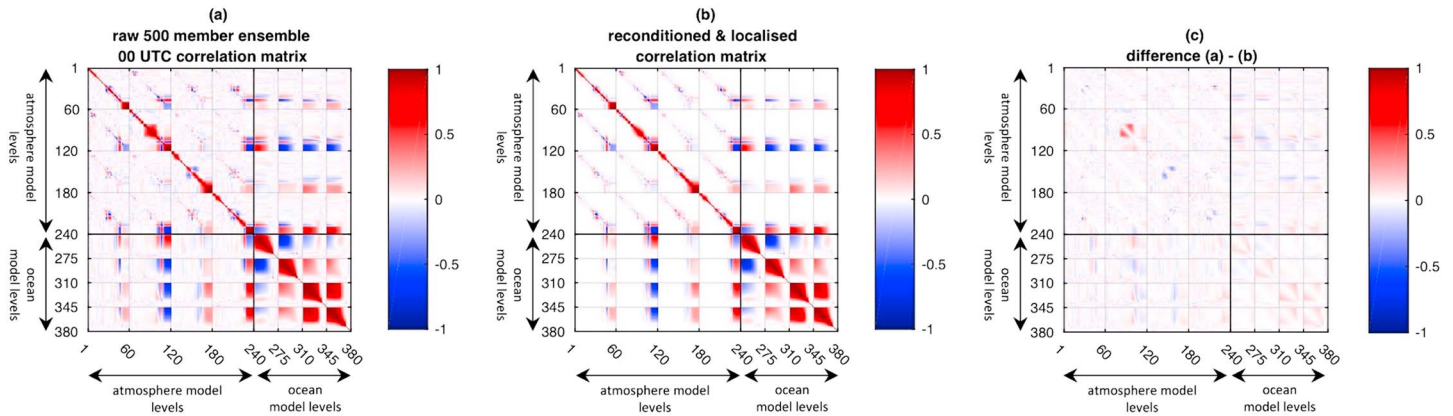 (a)
raw 500 member ensemble
00 UTC correlation matrix
1
60
120
180
240
275
310
345
380
atmosphere model
levels
ocean
model levels
1
60
120
180
240
275
310
345
380
atmosphere model
levels
ocean
model levels
1
0.5
0
-0.5
-1
(b)
reconditioned & localised
correlation matrix
1
60
120
180
240
275
310
345
380
atmosphere model
levels
ocean
model levels
1
60
120
180
240
275
310
345
380
atmosphere model
levels
ocean
model levels
1
0.5
0
-0.5
-1
(c)
difference (a) - (b)
1
60
120
180
240
275
310
345
380
atmosphere model
levels
ocean
model levels
1
60
120
180
240
275
310
345
380
atmosphere model
levels
ocean
model levels
1
0.5
0
-0.5
-1